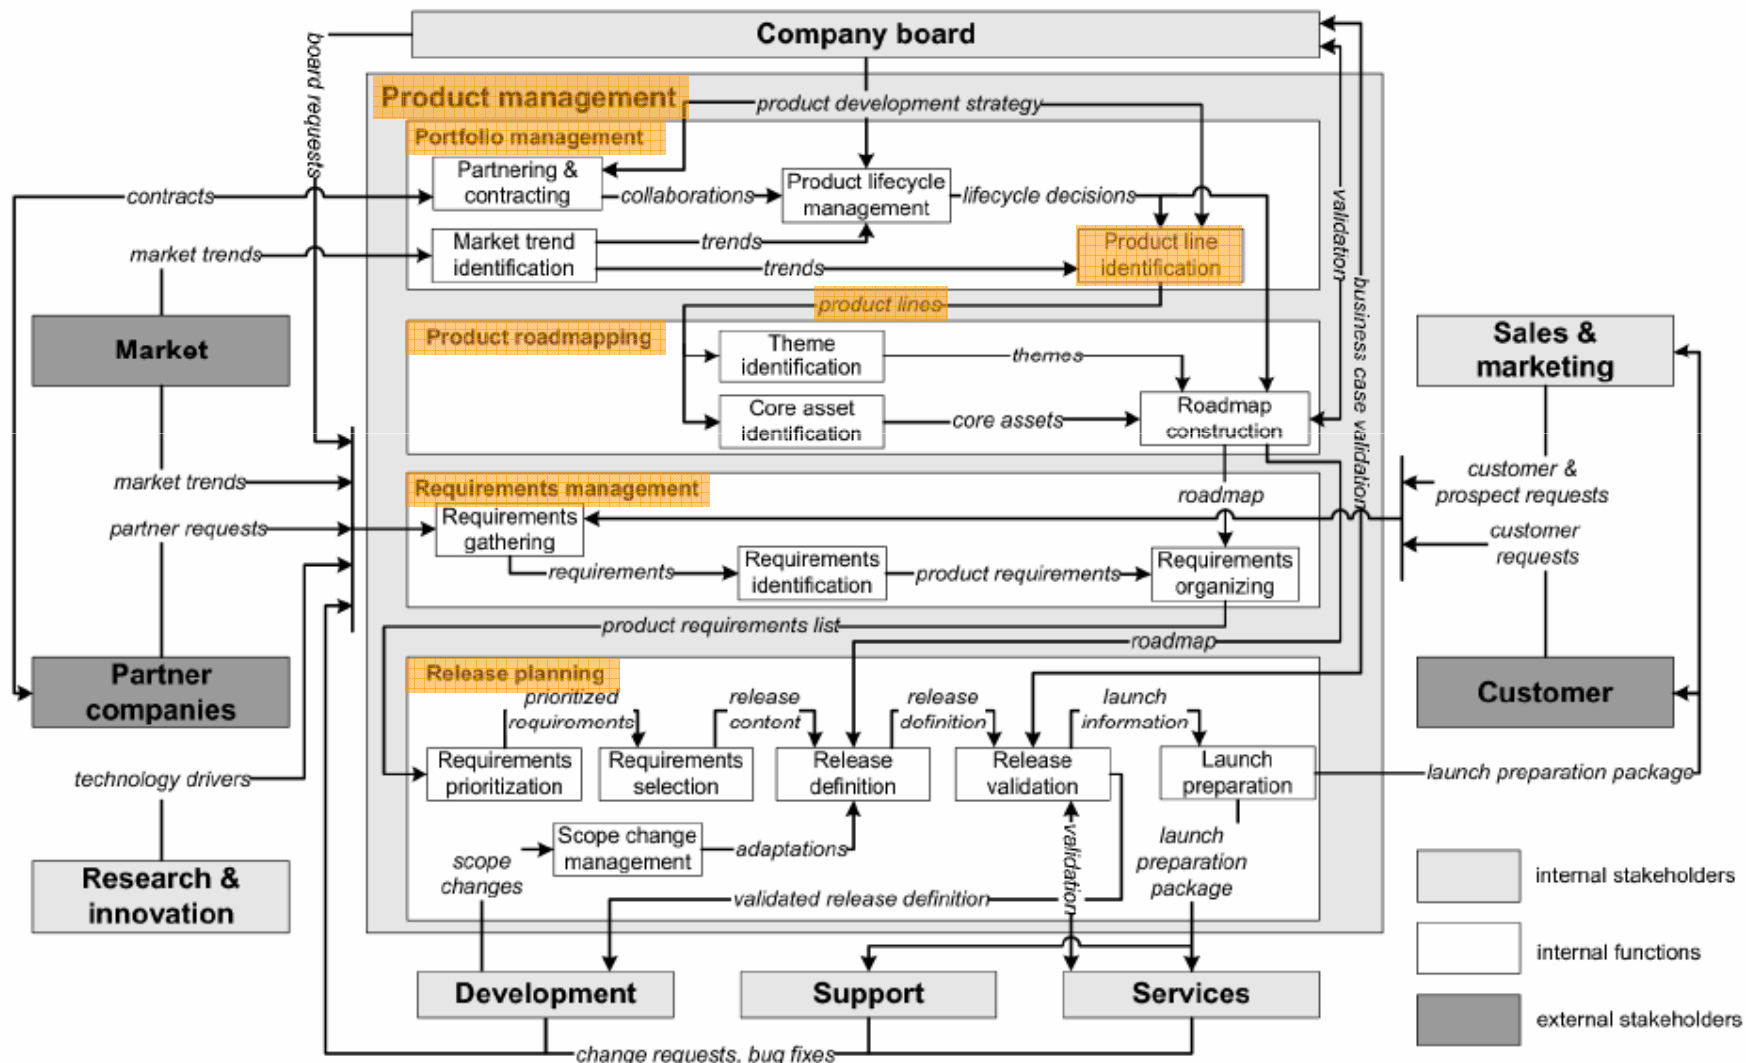 Company board
board requests
Product management
product development strategy
Portfolio management
Partnering &
contracting
collaborations
Product lifecycle
management
lifecycle decisions
contracts
market trends
Market trend
identification
trends
trends
Product line
identification
validation
business case validation
product lines
Product roadmapping
Theme
identification
themes
Core asset
identification
core assets
Roadmap
construction
Market
Sales &
marketing
market trends
partner requests
Requirements management
Requirements
gathering
requirements
Requirements
identification
product requirements
roadmap
Requirements
organizing
customer &
prospect requests
customer
requests
product requirements list
roadmap
Partner
companies
Customer
Release planning
prioritized
requirements
release
content
release
definition
launch
information
Requirements
prioritization
Requirements
selection
Release
definition
Release
validation
Launch
preparation
launch preparation package
technology drivers
Scope change
management
adaptations
scope
changes
validation
launch
preparation
package
validated release definition
Research &
innovation
internal stakeholders
internal functions
external stakeholders
Development
Support
Services
change requests, bug fixes